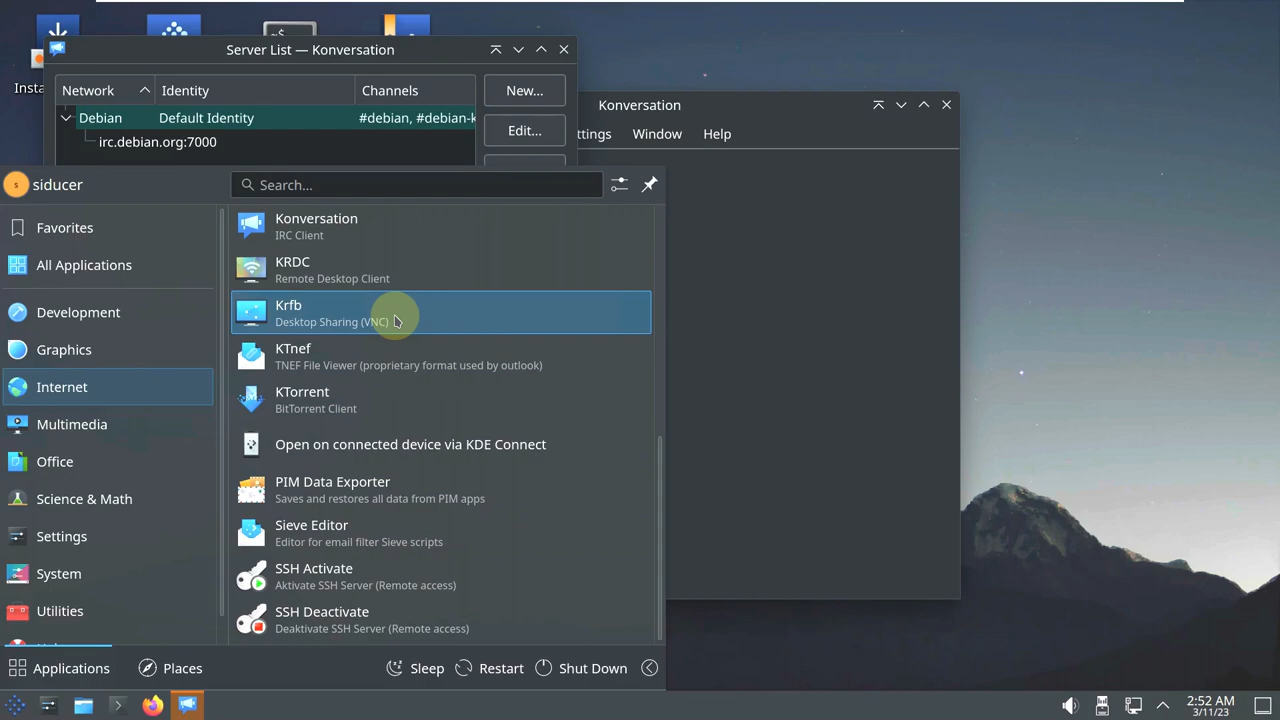 Server List — Konversation
Insta
Network
Identity
Channels
New...
Debian
Default Identity
#debian, #debian-k
Edit...
irc.debian.org:7000
Konversation
ttings
Window
Help
s
siducer
Search...
Favorites
All Applications
Development
Graphics
Internet
Multimedia
Office
Science & Math
Settings
System
Utilities
Konversation
IRC Client
KRDC
Remote Desktop Client
Krfb
Desktop Sharing (VNC)
KTnef
TNEF File Viewer (proprietary format used by outlook)
KTorrent
BitTorrent Client
Open on connected device via KDE Connect
PIM Data Exporter
Saves and restores all data from PIM apps
Sieve Editor
Editor for email filter Sieve scripts
SSH Activate
Aktivate SSH Server (Remote access)
SSH Deactivate
Deaktivate SSH Server (Remote access)
Applications
Places
Sleep
Restart
Shut Down
2:52 AM
3/11/23